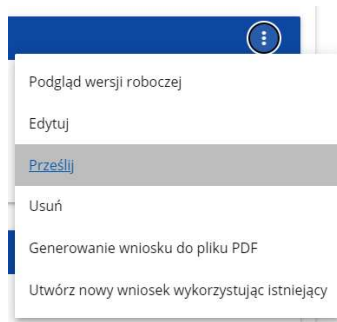 Podgląd wersji roboczej
Edytuj
Prześlij
Usuń
Generowanie wniosku do pliku PDF
Utwórz nowy wniosek wykorzystując istniejący